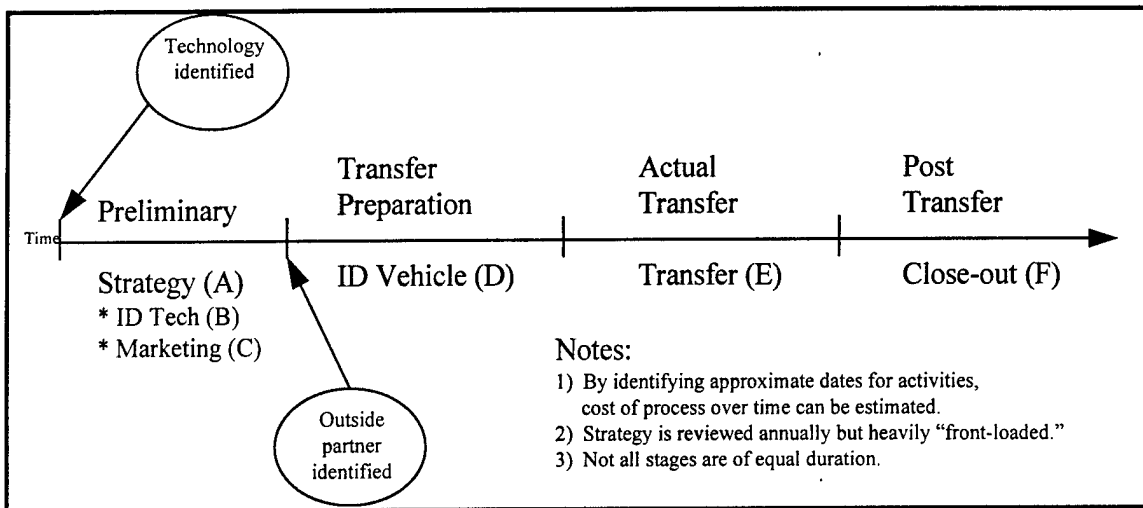 Technology
identified
Preliminary
Transfer
Preparation
Actual
Transfer
Post
Transfer
Time
Strategy (A)
* ID Tech (B)
* Marketing (C)
ID Vehicle (D)
Transfer (E)
Close-out (F)
Outside
partner
identified
Notes:
1) By identifying approximate dates for activities,
cost of process over time can be estimated.
2) Strategy is reviewed annually but heavily “front-loaded.”
3) Not all stages are of equal duration.